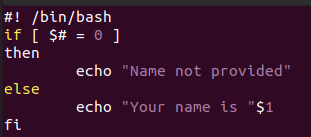 #! /bin/bash
if [ $# = 0 ]
then
        echo "Name not provided"
else
        echo "Your name is "$1
fi